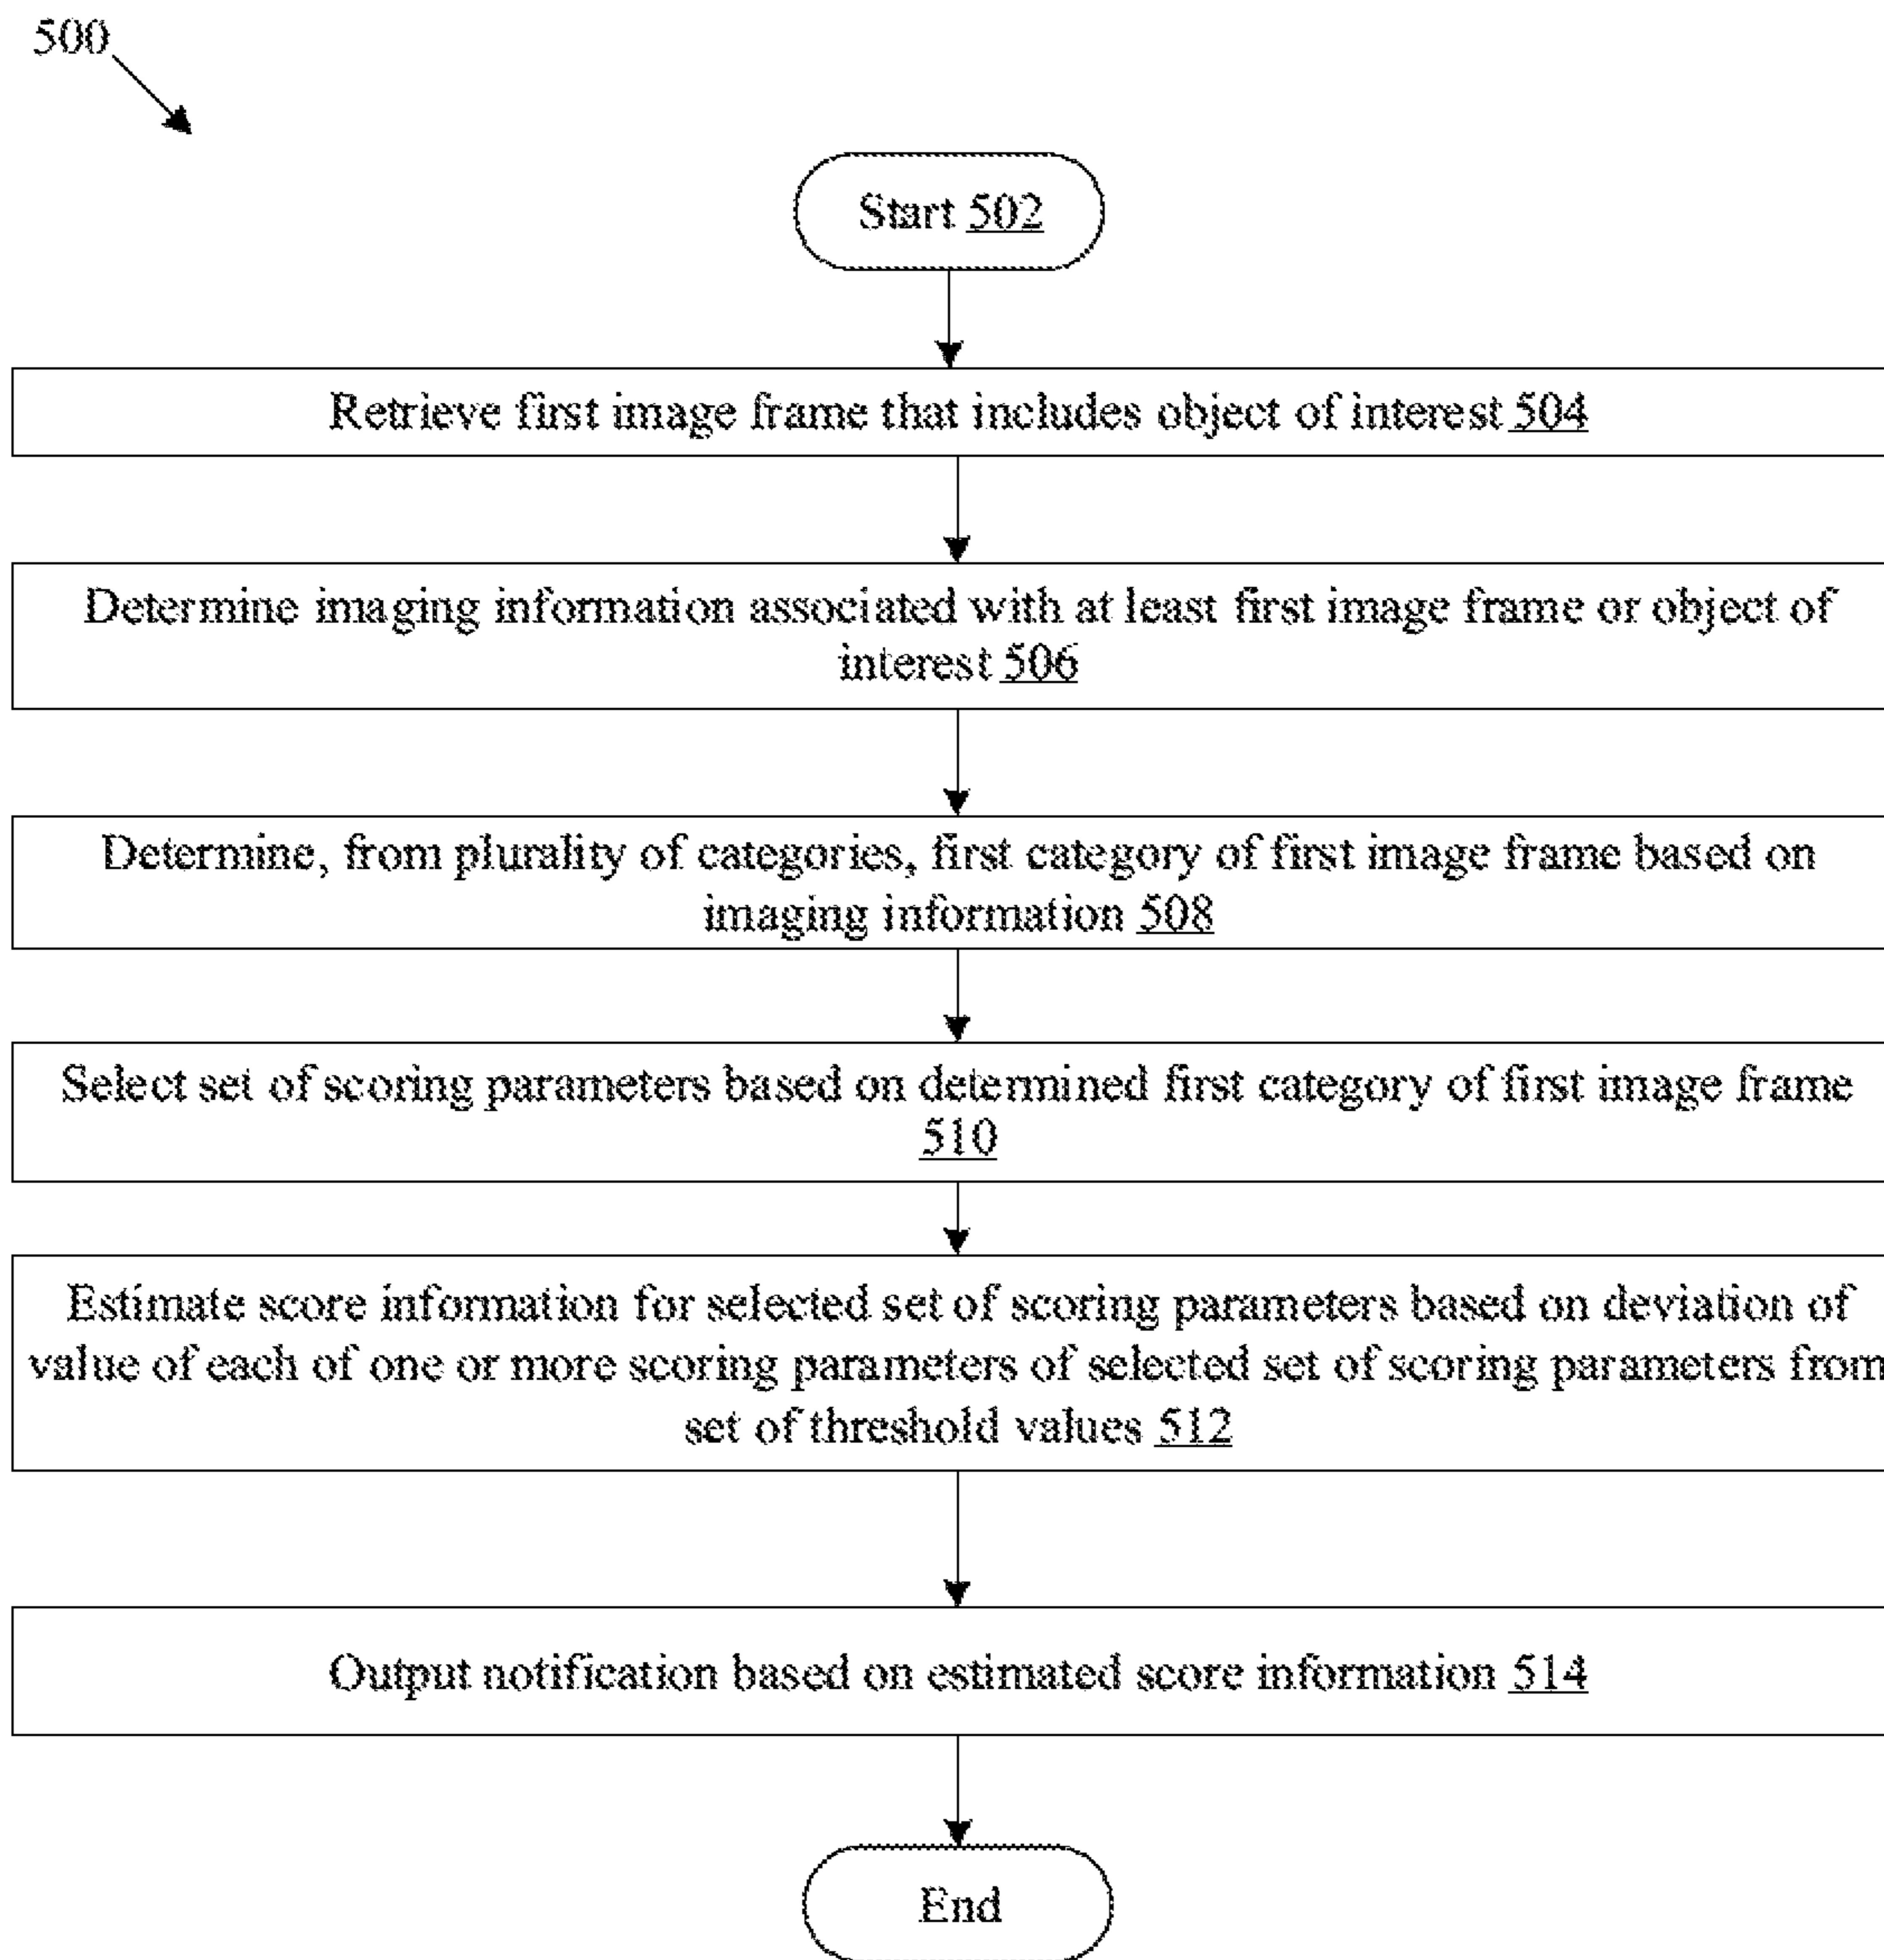 500
Start 502
Retrieve first image frame that includes object of interest 504
Determine imaging information associated with at least first image frame or object of
interest 506
Determine, from plurality of categories, first category of first image frame based on
imaging information 508
Select set of scoring parameters based on determined first category of first image frame
510
Estimate score information for selected set of scoring parameters based on deviation of
value of each of one or more scoring parameters of selected set of scoring parameters from
set of threshold values 512
Output notification based on estimated score information 514
End